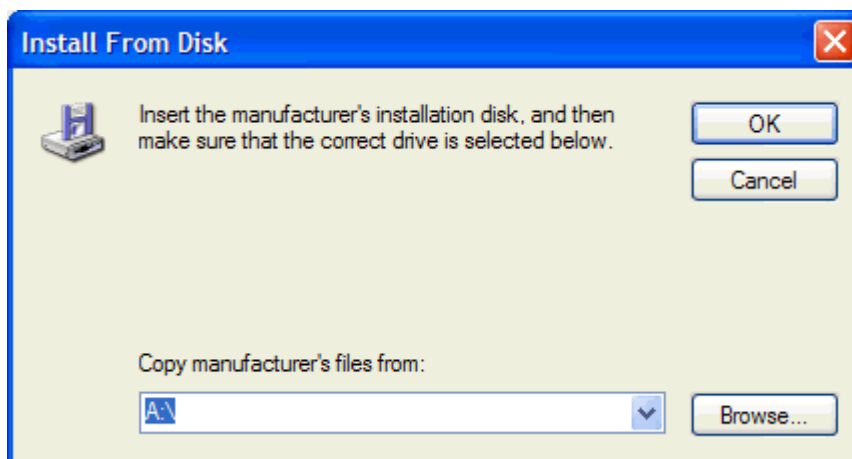 Install From Disk
Insert the manufacturer's installation disk, and then
make sure that the correct drive is selected below.
OK
Cancel
Copy manufacturer's files from:
A:\
Browse...